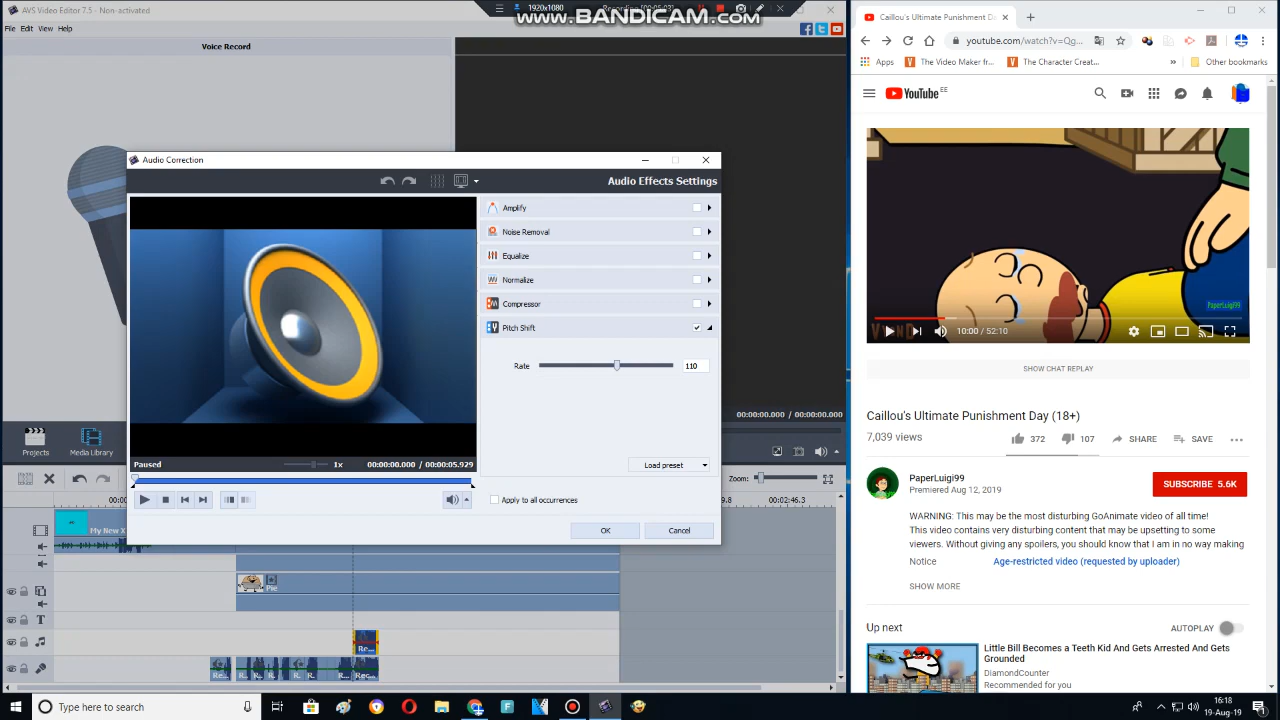 AVS Video Editor 7.5 - Non-activated
1920x1080
www.BANDICAM.com
File Edit View Help
Voice Record
Audio Correction
Audio Effects Settings
Amplify
Noise Removal
Equalize
Normalize
Compressor
Pitch Shift
Rate 110
Load preset
Paused 1x 00:00:00.000 / 00:00:05.929
Apply to all occurrences
OK Cancel
00:00:00.000 / 00:00:00.000
Projects Media Library
Zoom:
00:02:46.3
My New X
Pie
T
Re...
Re... R... R... R... R... Rec...
Caillou's Ultimate Punishment Da
youtube.com/watch?v=Qg...
Apps The Video Maker fr... The Character Creat... » Other bookmarks
YouTube EE
PaperLuigi99
10:00 / 52:10
SHOW CHAT REPLAY
Caillou's Ultimate Punishment Day (18+)
7,039 views 372 107 SHARE SAVE
PaperLuigi99
Premiered Aug 12, 2019
SUBSCRIBE 5.6K
WARNING: This may be the most disturbing GoAnimate video of all time!
This video contains very disturbing content that may be upsetting to some
viewers. Without giving any spoilers, you should know that I am in no way making
Notice Age-restricted video (requested by uploader)
SHOW MORE
Up next AUTOPLAY
Little Bill Becomes a Teeth Kid And Gets Arrested And Gets
Grounded
DiamondCounter
Recommended for you
Type here to search
16:18
19-Aug-19